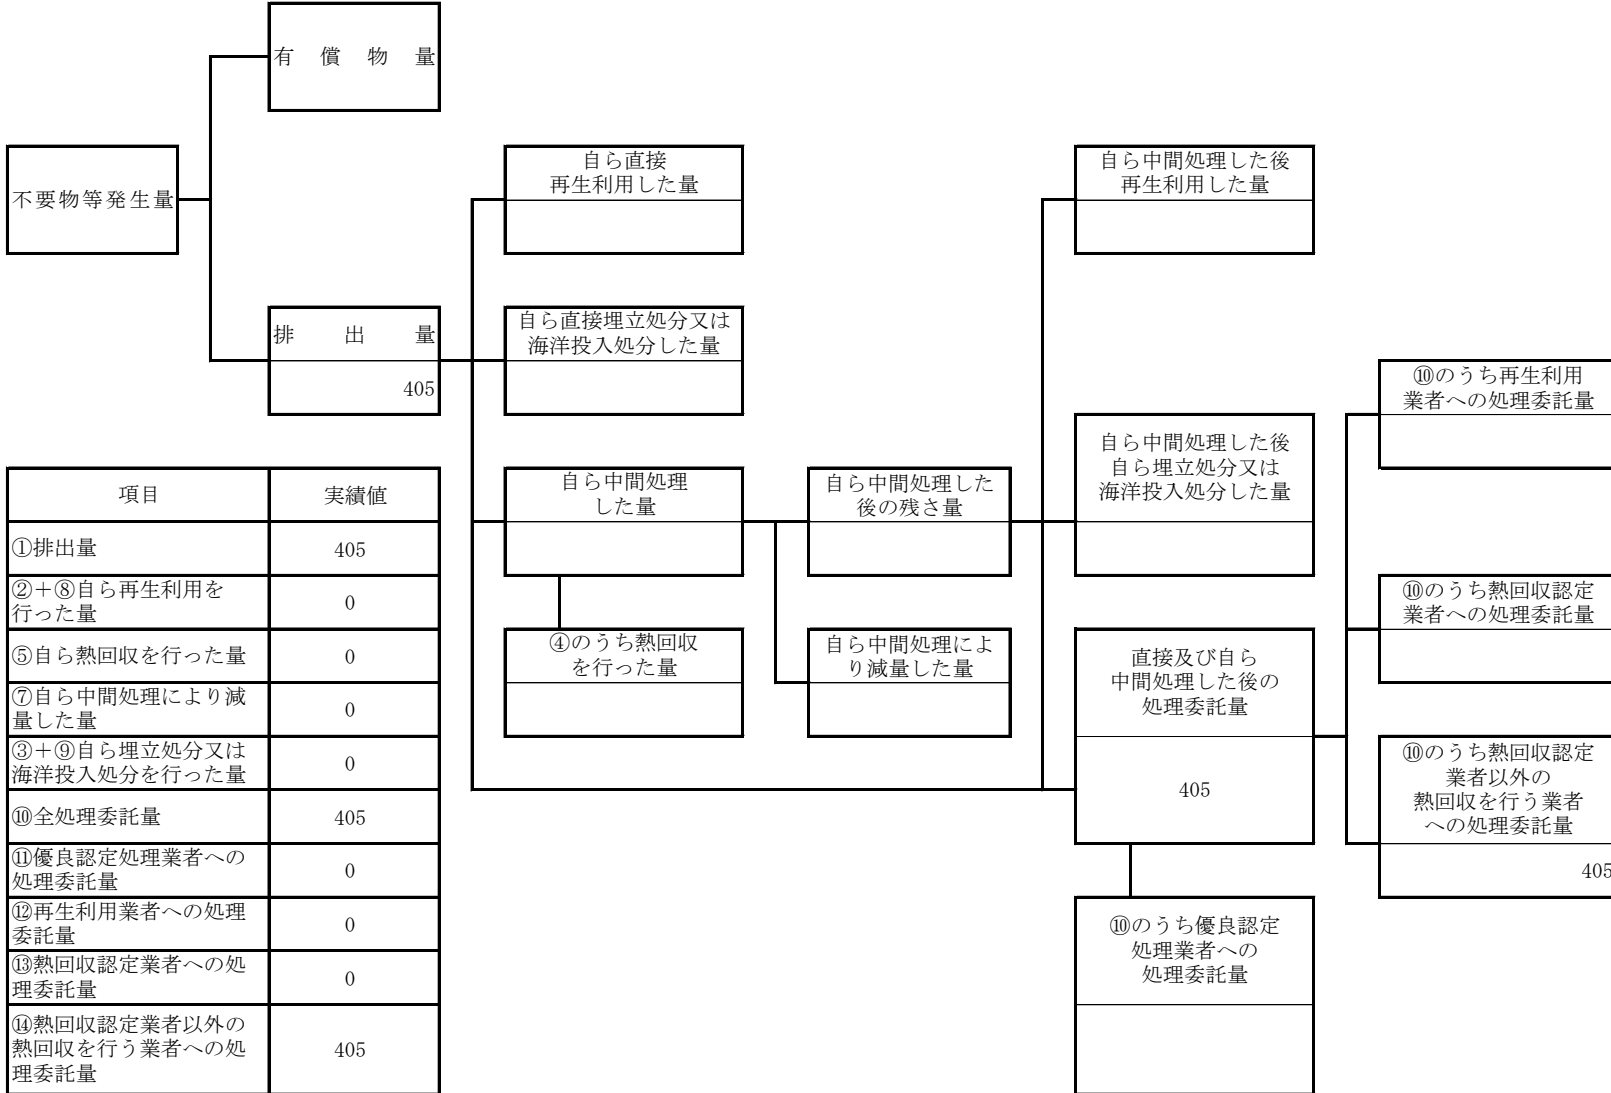 有償物量
不要物等発生量
自ら直接
再生利用した量
自ら中間処理した後
再生利用した量
排出量
405
自ら直接埋立処分又は
海洋投入処分した量
⑩のうち再生利用
業者への処理委託量
自ら中間処理した後
自ら埋立処分又は
海洋投入処分した量
自ら中間処理
した量
自ら中間処理した
後の残さ量
⑩のうち熱回収認定
業者への処理委託量
④のうち熱回収
を行った量
自ら中間処理によ
り減量した量
直接及び自ら
中間処理した後の
処理委託量
405
⑩のうち熱回収認定
業者以外の
熱回収を行う業者
への処理委託量
405
⑩のうち優良認定
処理業者への
処理委託量
項目 実績値
①排出量 405
②+⑧自ら再生利用を
行った量 0
⑤自ら熱回収を行った量 0
⑦自ら中間処理により減
量した量 0
③+⑨自ら埋立処分又は
海洋投入処分を行った量 0
⑩全処理委託量 405
⑪優良認定処理業者への
処理委託量 0
⑫再生利用業者への処理
委託量 0
⑬熱回収認定業者への処
理委託量 0
⑭熱回収認定業者以外の
熱回収を行う業者への処
理委託量 405